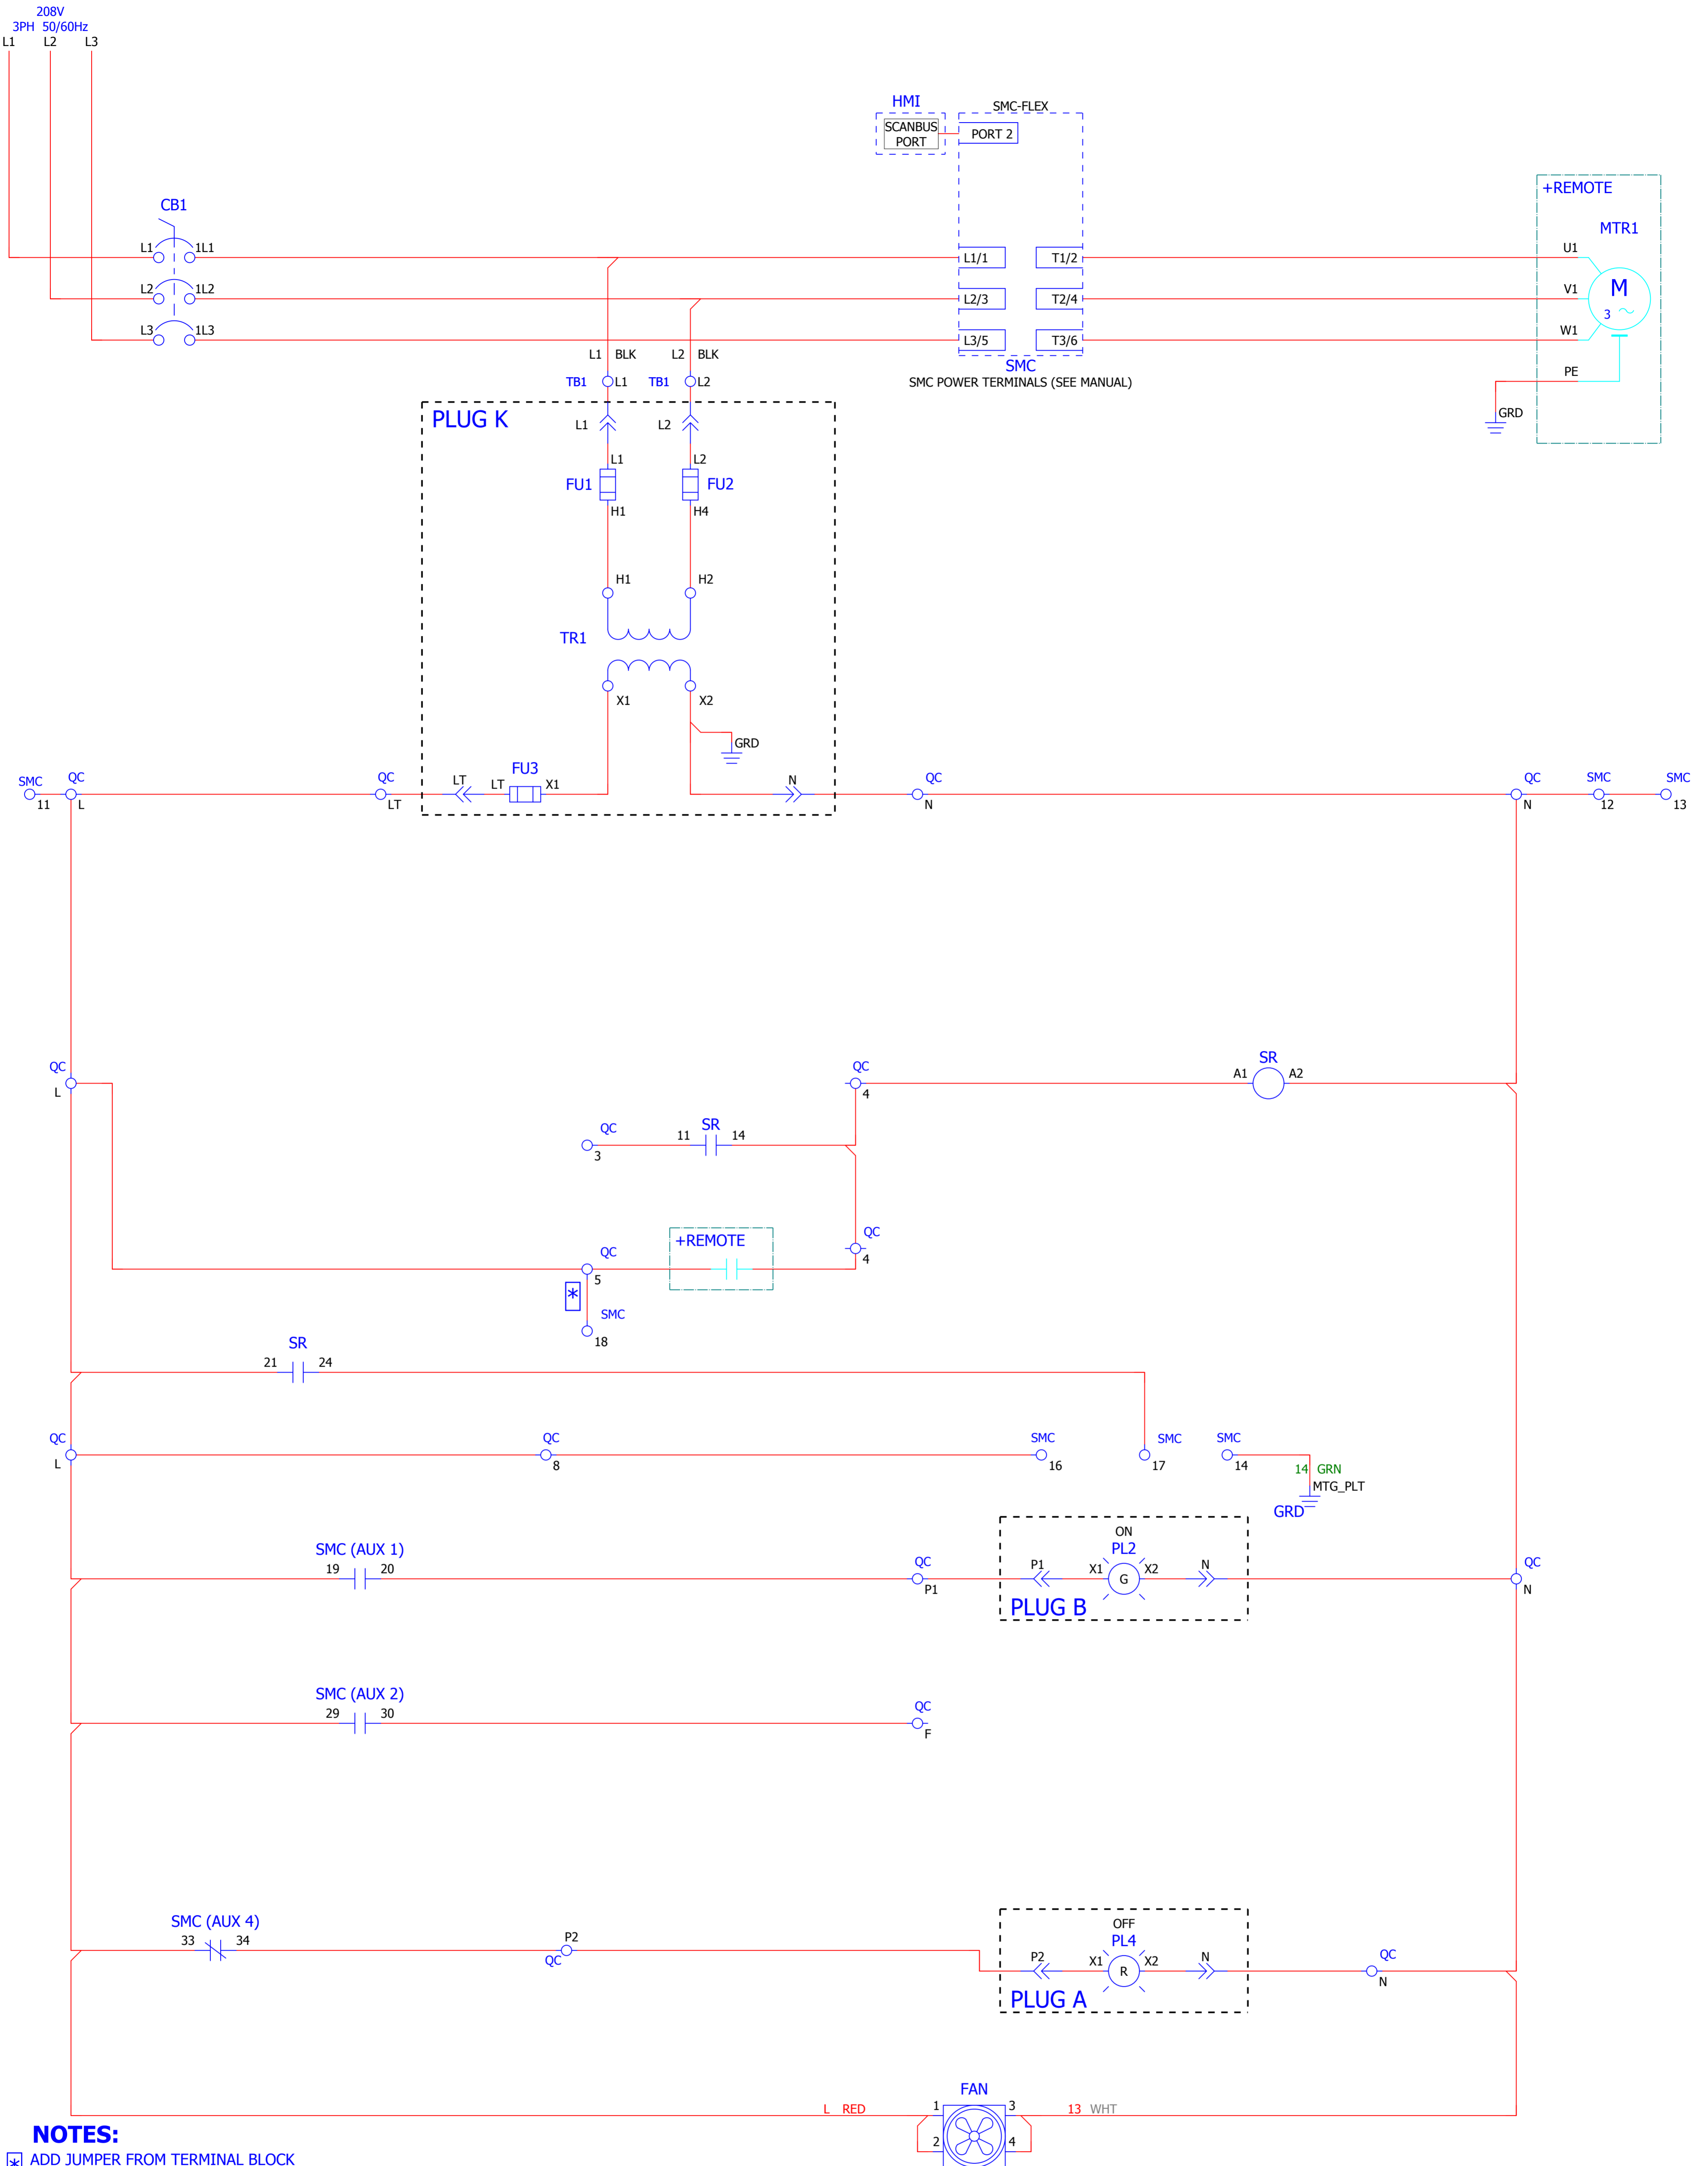 208V
3PH 50/60Hz
L1 L2 L3
HMI
SMC-FLEX
SCANBUS
PORT
PORT 2
+REMOTE
CB1
MTR1
L1 1L1
L1/1 T1/2
U1
L2 1L2
L2/3 T2/4
V1
M
3
L3 1L3
L3/5 T3/6
W1
L1 BLK L2 BLK
SMC
TB1 L1 TB1 L2
SMC POWER TERMINALS (SEE MANUAL)
PE
GRD
PLUG K
L1 L2
L1 L2
FU1 FU2
H1 H4
H1 H2
TR1
X1 X2
GRD
SMC QC QC
FU3
LT LT X1
N
QC QC SMC SMC
11 L LT
N N 12 13
QC
L
QC
4
SR
A1 A2
QC
3
SR
11 14
+REMOTE
QC
4
QC
5
*
SMC
18
SR
21 24
QC
L
QC
8
SMC
16
SMC
17
SMC
14
14 GRN
MTG_PLT
GRD
ON
PL2
SMC (AUX 1)
19 20
QC
P1
P1 X1 G X2 N
QC
N
PLUG B
SMC (AUX 2)
29 30
QC
F
SMC (AUX 4)
33 34
P2
QC
OFF
PL4
P2 X1 R X2 N
QC
N
PLUG A
FAN
L RED 1 3 13 WHT
2 4
NOTES:
* ADD JUMPER FROM TERMINAL BLOCK